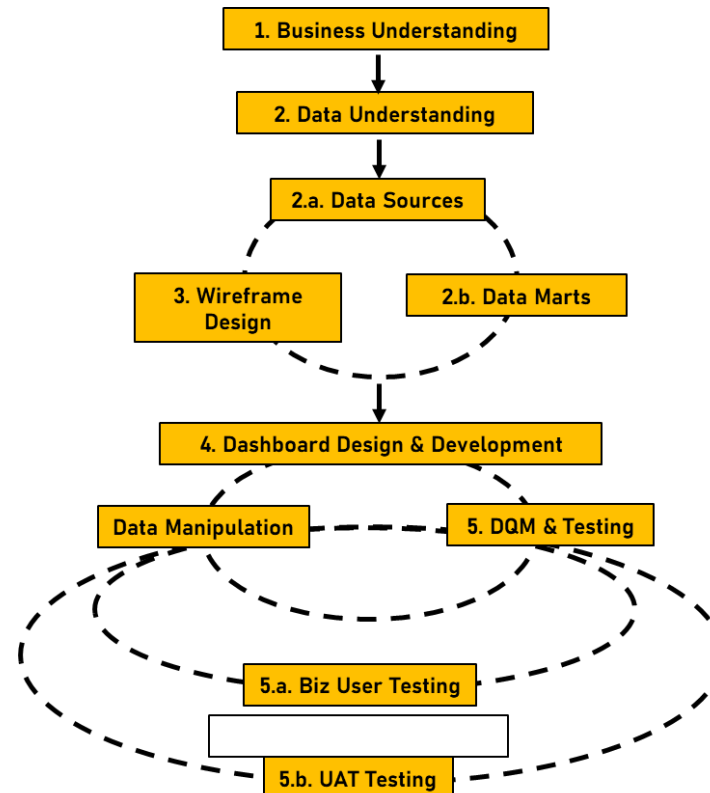 1. Business Understanding
2. Data Understanding
2.a. Data Sources
3. Wireframe
Design
2.b. Data Marts
4. Dashboard Design & Development
Data Manipulation
5. DQM & Testing
5.a. Biz User Testing
5.b. UAT Testing